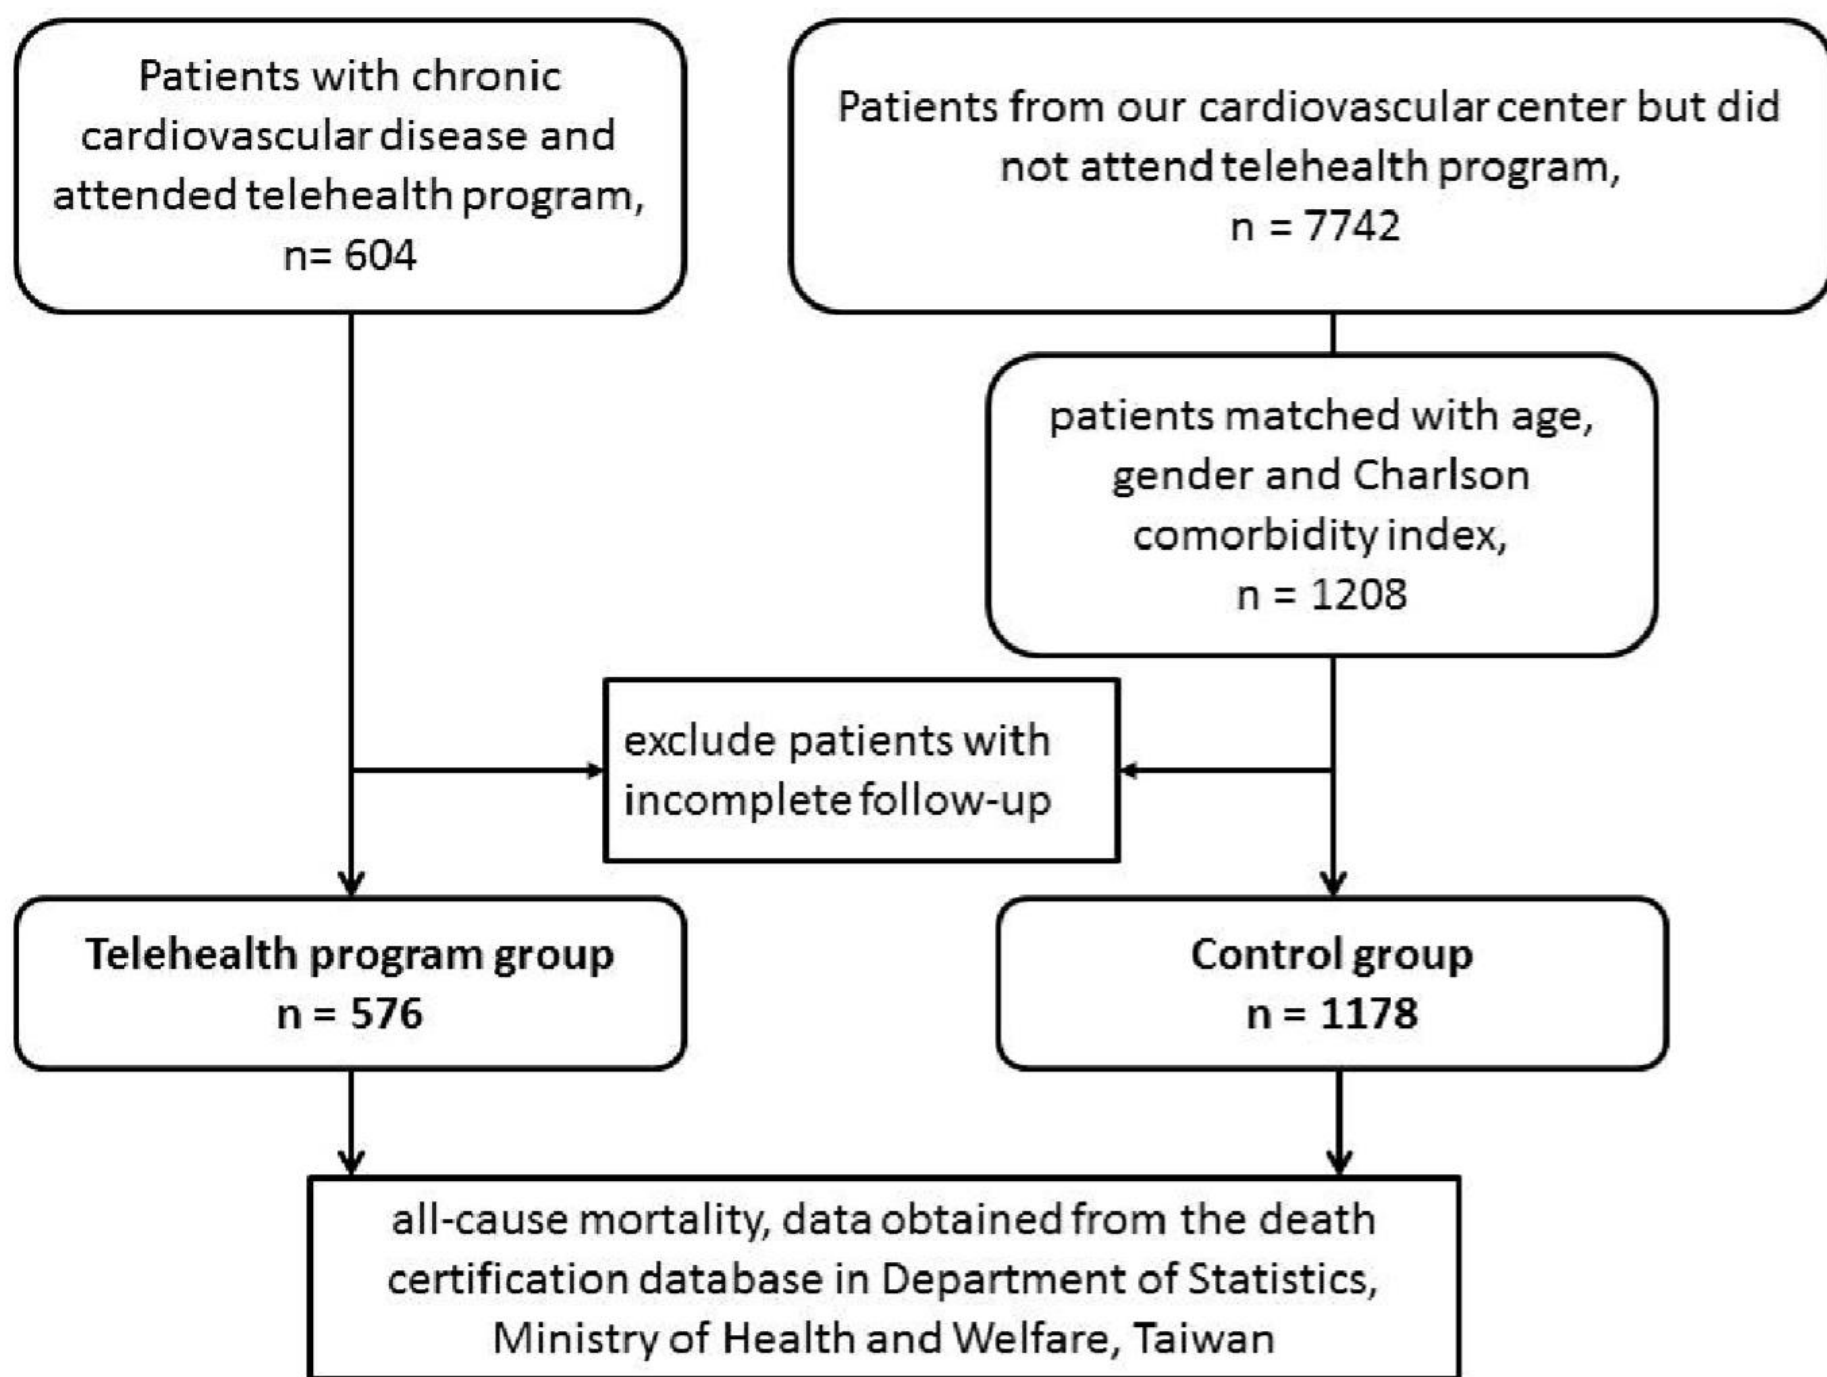 Patients with chronic
cardiovascular disease and
attended telehealth program,
n= 604
Patients from our cardiovascular center but did
not attend telehealth program,
n = 7742
patients matched with age,
gender and Charlson
comorbidity index,
n = 1208
exclude patients with
incomplete follow-up
Telehealth program group
n = 576
Control group
n = 1178
all-cause mortality, data obtained from the death
certification database in Department of Statistics,
Ministry of Health and Welfare, Taiwan